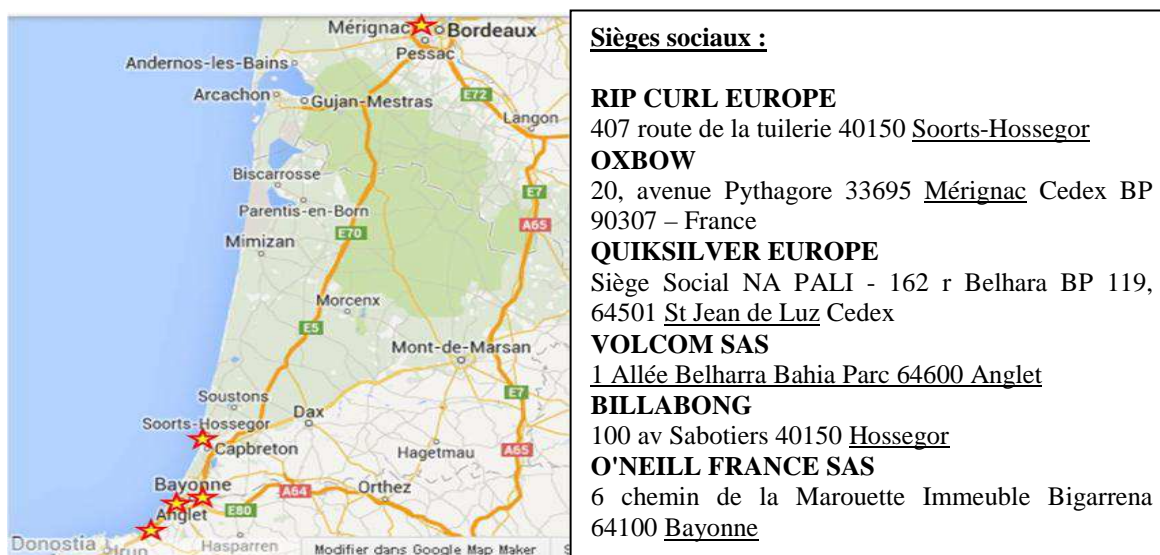 Mérignac
Bordeaux
Pessac
Andernos-les-Bains
Arcachon
Gujan-Mestras
E72
Langon
Biscarrosse
E7
Parentis-en-Born
A65
Mimizan
E70
Morcenx
E5
Mont-de-Marsan
E7
Soustons
Soorts-Hossegor
Dax
Capbreton
Hagetmau
A65
Bayonne
A64
Orthez
Anglet
E80
Donostia
Hasparren
Modifier dans Google Map Maker
Sièges sociaux :
RIP CURL EUROPE
407 route de la tuilerie 40150 Soorts-Hossegor
OXBOW
20, avenue Pythagore 33695 Mérignac Cedex BP
90307 – France
QUIKSILVER EUROPE
Siège Social NA PALI - 162 r Belhara BP 119,
64501 St Jean de Luz Cedex
VOLCOM SAS
1 Allée Belharra Bahia Parc 64600 Anglet
BILLABONG
100 av Sabotiers 40150 Hossegor
O'NEILL FRANCE SAS
6 chemin de la Marouette Immeuble Bigarrena
64100 Bayonne